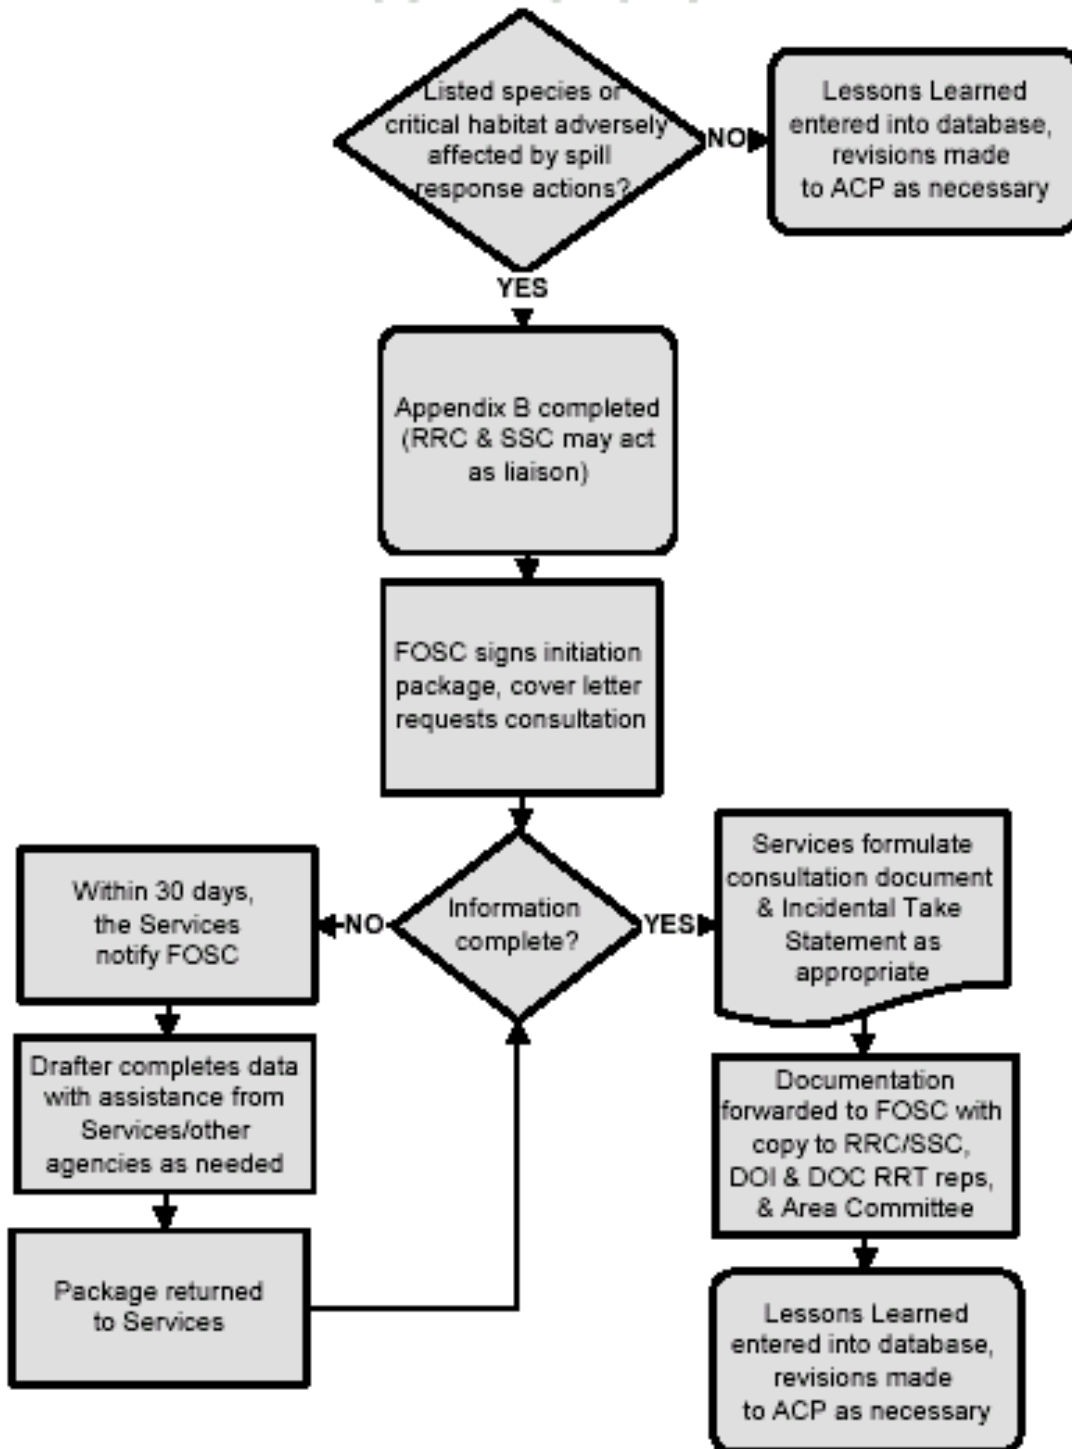 Listed species or
critical habitat adversely
affected by spill
response actions?
NO
Lessons Learned
entered into database,
revisions made
to ACP as necessary
YES
Appendix B completed
(RRC & SSC may act
as liaison)
FOSC signs initiation
package, cover letter
requests consultation
Information
complete?
NO
Within 30 days,
the Services
notify FOSC
Drafter completes data
with assistance from
Services/other
agencies as needed
Package returned
to Services
YES
Services formulate
consultation document
& Incidental Take
Statement as
appropriate
Documentation
forwarded to FOSC with
copy to RRC/SSC,
DOI & DOC RRT reps,
& Area Committee
Lessons Learned
entered into database,
revisions made
to ACP as necessary